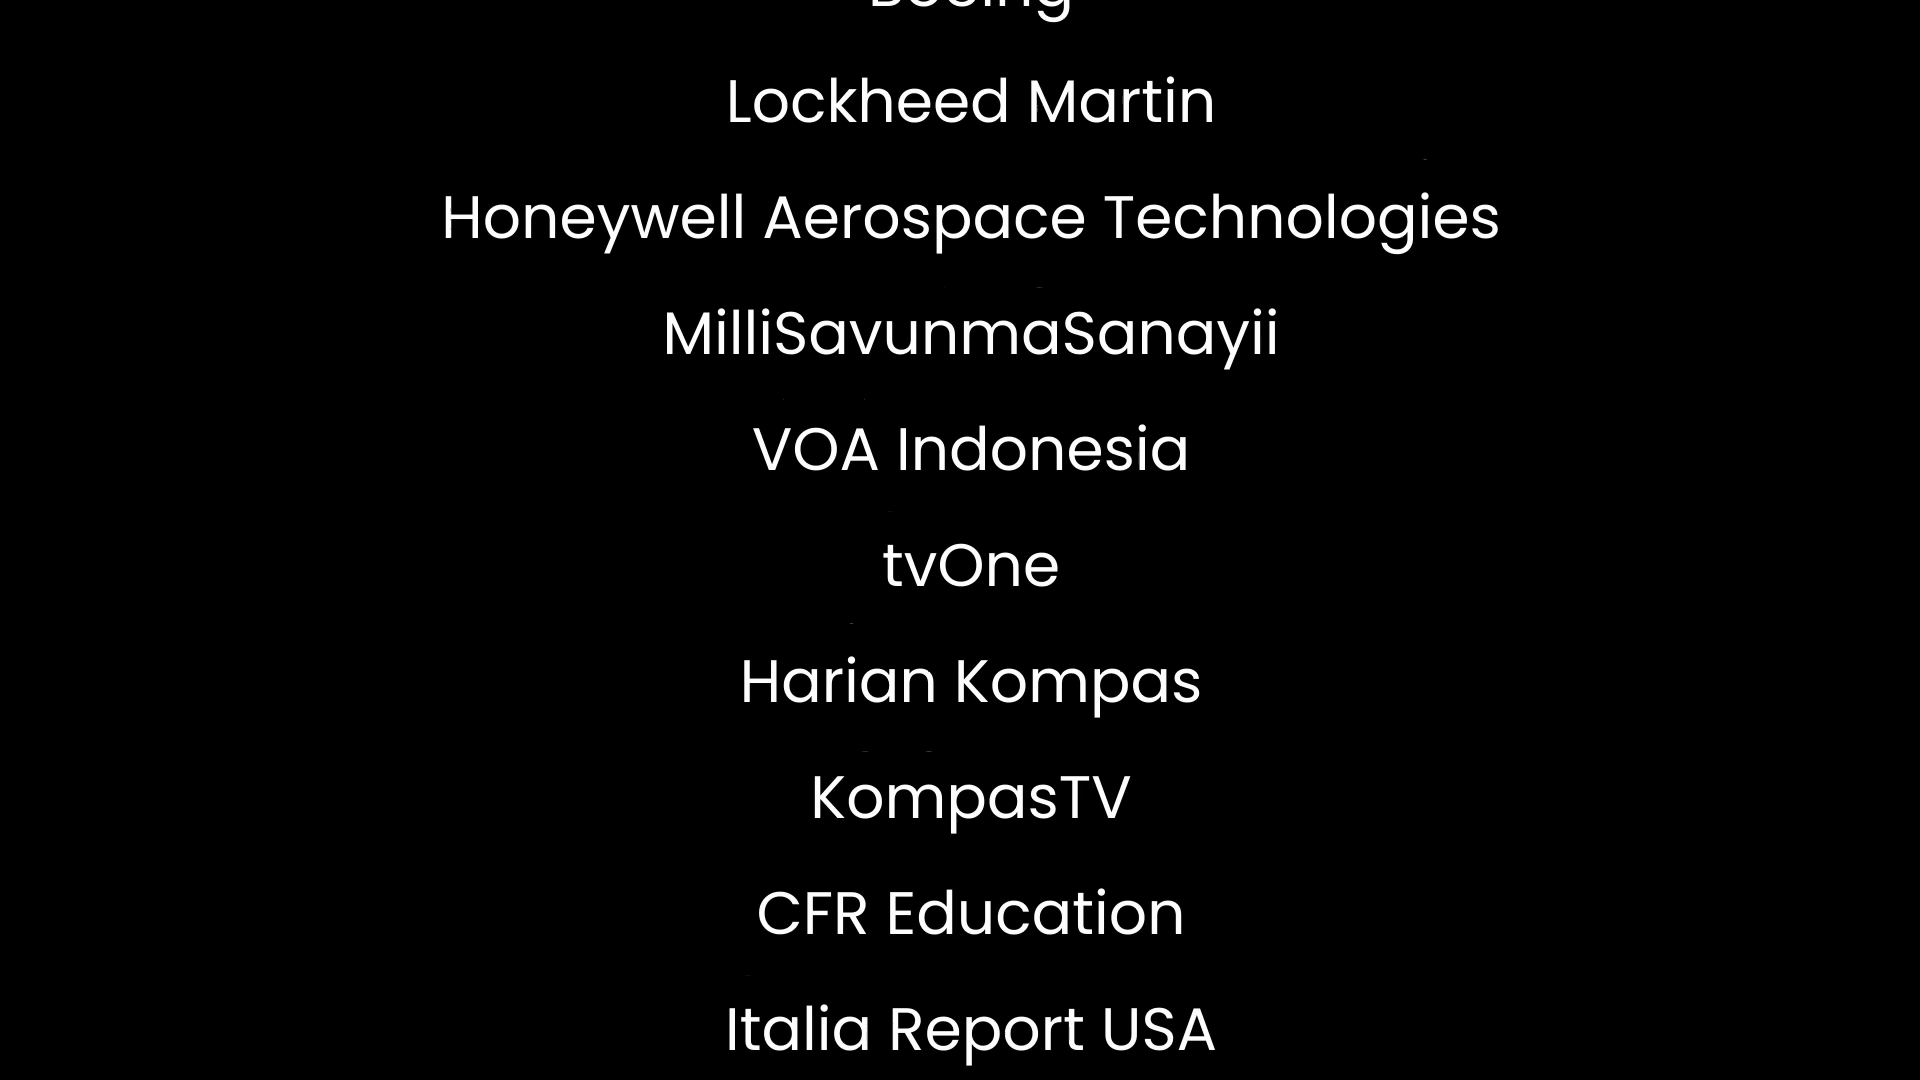 Boeing
Lockheed Martin
Honeywell Aerospace Technologies
MilliSavunmaSanayii
VOA Indonesia
tvOne
Harian Kompas
KompasTV
CFR Education
Italia Report USA